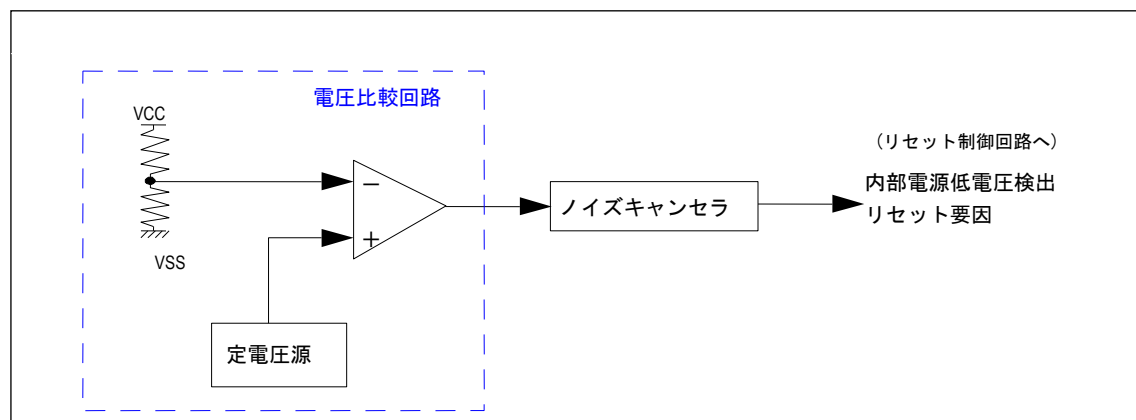 電圧比較回路
VCC
－
＋
VSS
定電圧源
ノイズキャンセラ
（リセット制御回路へ）
内部電源低電圧検出
リセット要因